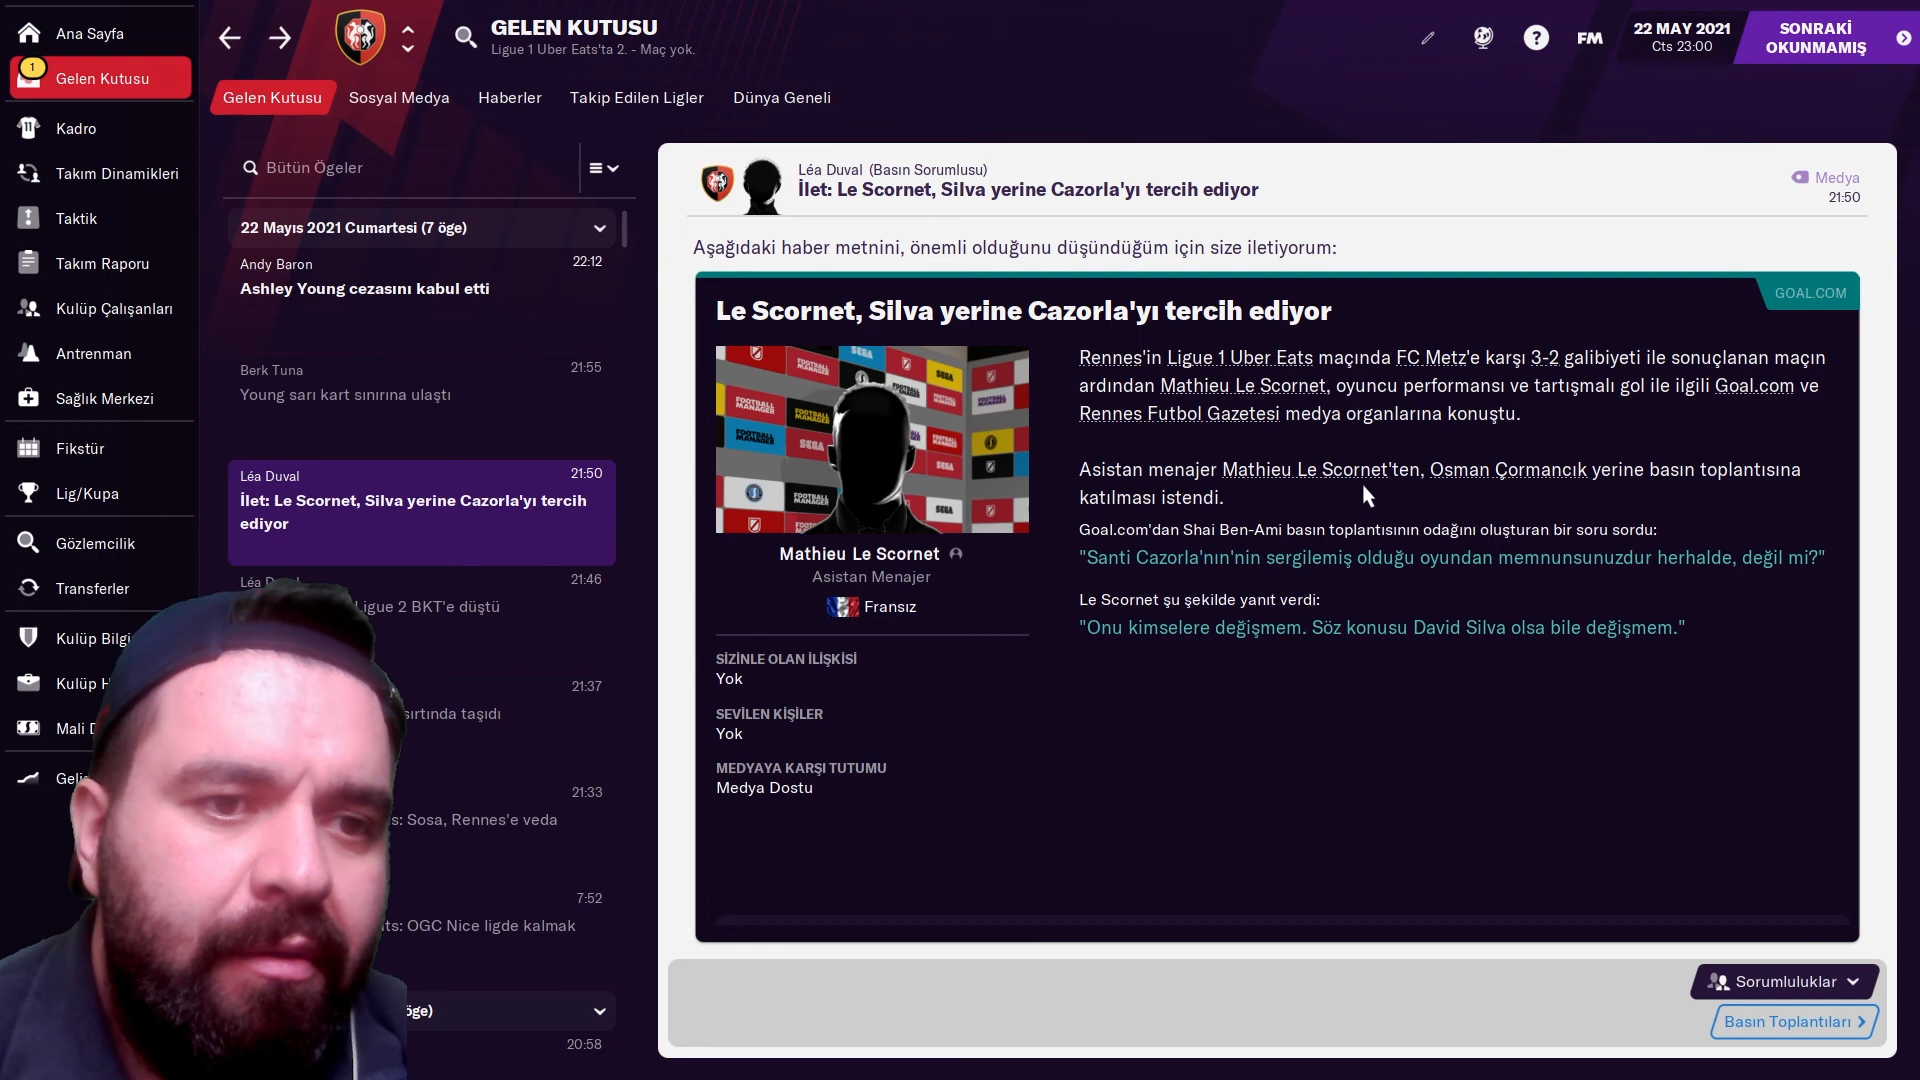 Ana Sayfa
1
Gelen Kutusu
Kadro
Takım Dinamikleri
Taktik
Takım Raporu
Kulüp Çalışanları
Antrenman
Sağlık Merkezi
Fikstür
Lig/Kupa
Gözlemcilik
Transferler
Kulüp Bilgi
Kulüp H
Mali D
Geli
GELEN KUTUSU
Ligue 1 Uber Eats'ta 2. - Maç yok.
FM
22 MAY 2021
Cts 23:00
SONRAKİ
OKUNMAMIŞ
Gelen Kutusu
Sosyal Medya
Haberler
Takip Edilen Ligler
Dünya Geneli
Bütün Ögeler
22 Mayıs 2021 Cumartesi (7 öge)
Andy Baron
22:12
Ashley Young cezasını kabul etti
Berk Tuna
21:55
Young sarı kart sınırına ulaştı
Léa Duval
21:50
İlet: Le Scornet, Silva yerine Cazorla'yı tercih
ediyor
Léa
21:46
Ligue 2 BKT'e düştü
21:37
sırtında taşıdı
21:33
s: Sosa, Rennes'e veda
7:52
ts: OGC Nice ligde kalmak
öge)
20:58
Léa Duval (Basın Sorumlusu)
İlet: Le Scornet, Silva yerine Cazorla'yı tercih ediyor
Medya
21:50
Aşağıdaki haber metnini, önemli olduğunu düşündüğüm için size iletiyorum:
GOAL.COM
Le Scornet, Silva yerine Cazorla'yı tercih ediyor
Rennes'in Ligue 1 Uber Eats maçında FC Metz'e karşı 3-2 galibiyeti ile sonuçlanan maçın
ardından Mathieu Le Scornet, oyuncu performansı ve tartışmalı gol ile ilgili Goal.com ve
Rennes Futbol Gazetesi medya organlarına konuştu.
Asistan menajer Mathieu Le Scornet'ten, Osman Çormancık yerine basın toplantısına
katılması istendi.
Goal.com'dan Shai Ben-Ami basın toplantısının odağını oluşturan bir soru sordu:
"Santi Cazorla'nın'nin sergilemiş olduğu oyundan memnunsunuzdur herhalde, değil mi?"
Le Scornet şu şekilde yanıt verdi:
"Onu kimselere değişmem. Söz konusu David Silva olsa bile değişmem."
Mathieu Le Scornet
Asistan Menajer
Fransız
SİZİNLE OLAN İLİŞKİSİ
Yok
SEVİLEN KİŞİLER
Yok
MEDYAYA KARŞI TUTUMU
Medya Dostu
Sorumluluklar
Basın Toplantıları